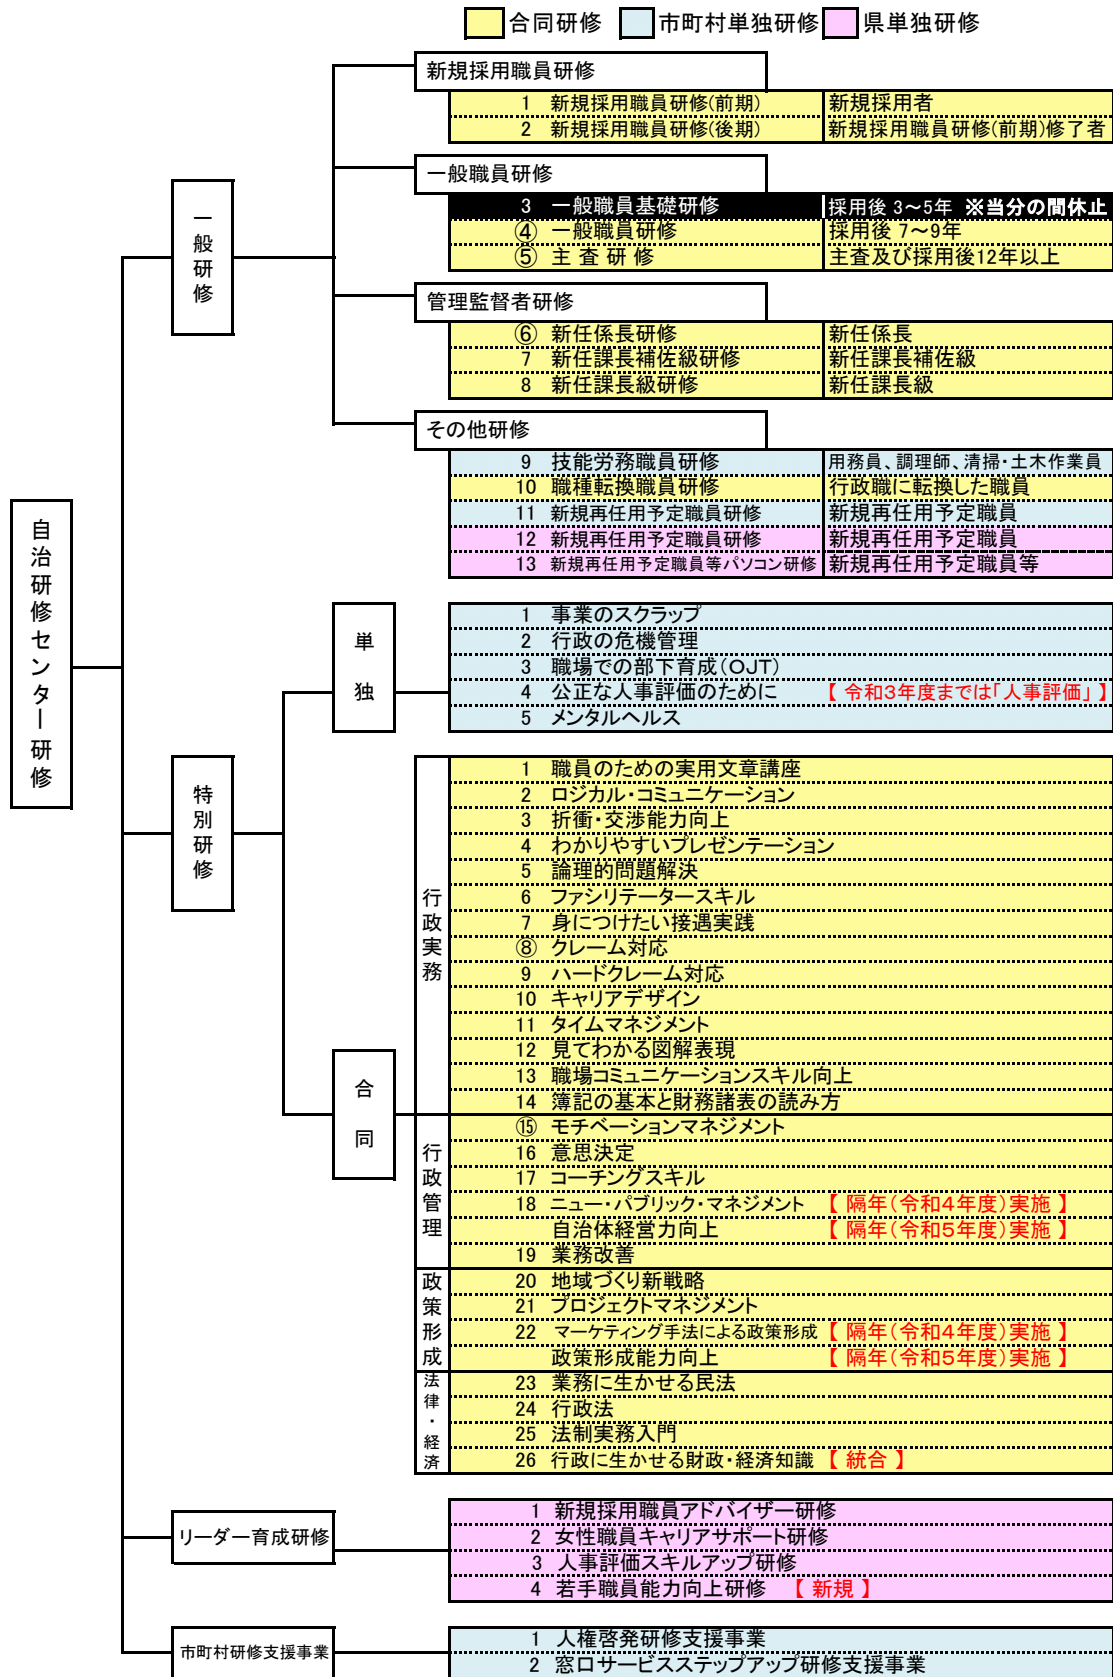 合同研修 市町村単独研修 県単独研修
自治研修センター研修
一般研修
新規採用職員研修
1 新規採用職員研修(前期) 新規採用者
2 新規採用職員研修(後期) 新規採用職員研修(前期)修了者
一般職員研修
3 一般職員基礎研修 採用後 3～5年 ※当分の間休止
④ 一般職員研修 採用後 7～9年
⑤ 主 査 研 修 主査及び採用後12年以上
管理監督者研修
⑥ 新任係長研修 新任係長
7 新任課長補佐級研修 新任課長補佐級
8 新任課長級研修 新任課長級
その他研修
9 技能労務職員研修 用務員、調理師、清掃・土木作業員
10 職種転換職員研修 行政職に転換した職員
11 新規再任用予定職員研修 新規再任用予定職員
12 新規再任用予定職員研修 新規再任用予定職員
13 新規再任用予定職員等パソコン研修 新規再任用予定職員等
特別研修
単独
1 事業のスクラップ
2 行政の危機管理
3 職場での部下育成(OJT)
4 公正な人事評価のために 【 令和3年度までは「人事評価」 】
5 メンタルヘルス
合同
行政実務
1 職員のための実用文章講座
2 ロジカル・コミュニケーション
3 折衝・交渉能力向上
4 わかりやすいプレゼンテーション
5 論理的問題解決
6 ファシリテータースキル
7 身につけたい接遇実践
⑧ クレーム対応
9 ハードクレーム対応
10 キャリアデザイン
11 タイムマネジメント
12 見てわかる図解表現
13 職場コミュニケーションスキル向上
14 簿記の基本と財務諸表の読み方
行政管理
⑮ モチベーションマネジメント
16 意思決定
17 コーチングスキル
18 ニュー・パブリック・マネジメント 【 隔年(令和4年度)実施 】
自治体経営力向上 【 隔年(令和5年度)実施 】
19 業務改善
政策形成
20 地域づくり新戦略
21 プロジェクトマネジメント
22 マーケティング手法による政策形成 【 隔年(令和4年度)実施 】
政策形成能力向上 【 隔年(令和5年度)実施 】
法律・経済
23 業務に生かせる民法
24 行政法
25 法制実務入門
26 行政に生かせる財政・経済知識 【 統合 】
リーダー育成研修
1 新規採用職員アドバイザー研修
2 女性職員キャリアサポート研修
3 人事評価スキルアップ研修
4 若手職員能力向上研修 【 新規 】
市町村研修支援事業
1 人権啓発研修支援事業
2 窓口サービスステップアップ研修支援事業